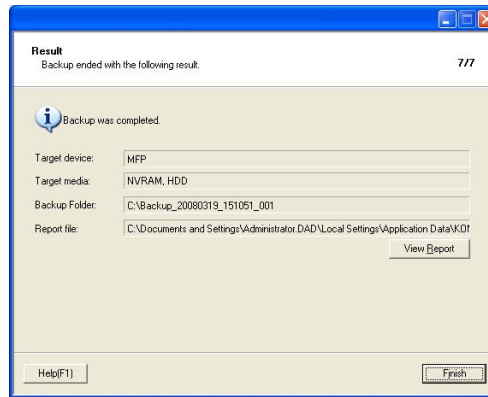 Result
Backup ended with the following result.
7/7
Backup was completed.
Target device:
MFP
Target media:
NVRAM, HDD
Backup Folder:
C:\Backup_20080319_151051_001
Report file:
C:\Documents and Settings\Administrator.DAD\Local Settings\Application Data\KON
View Report
Help(F1)
Finish